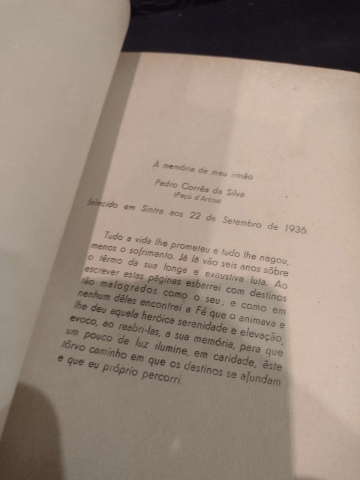 À memória de meu irmão
Pedro Corrêa da Silva
(Paço d'Arcos)
falecido em Sintra aos 22 de Setembro de 1936.
Tudo a vida lhe prometeu e tudo lhe negou,
menos o sofrimento. Já lá vão seis anos sôbre
o têrmo da sua longa e exaustiva luta. Ao
escrever estas páginas esbarrei com destinos
tão malogrados como o seu, e como em
nenhum dêles encontrei a Fé que o animava e
lhe deu aquela heróica serenidade e elevação,
evoco, ao reabri-las, a sua memória, para que
um pouco de luz ilumine, em caridade, êste
tôrvo caminho em que os destinos se afundam
e que eu próprio percorri.